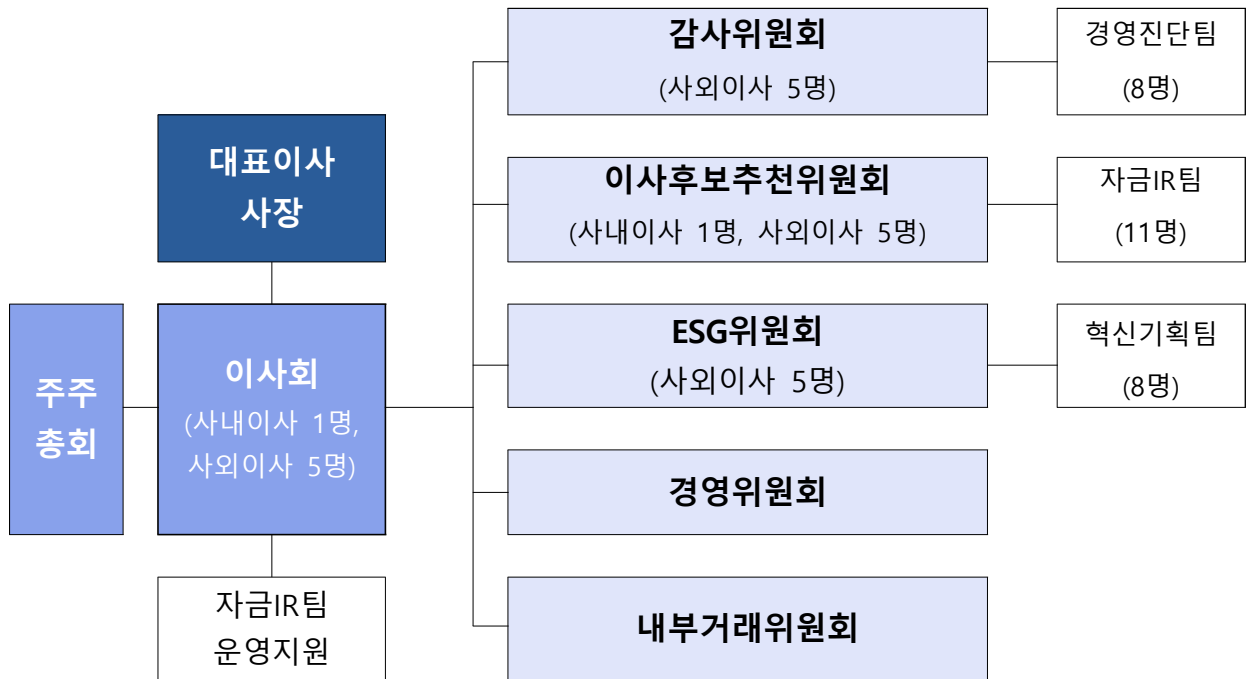 감사위원회
(사외이사 5명)
경영진단팀
(8명)
대표이사
사장
이사후보추천위원회
(사내이사 1명, 사외이사 5명)
자금IR팀
(11명)
주주
총회
이사회
(사내이사 1명,
사외이사 5명)
ESG위원회
(사외이사 5명)
혁신기획팀
(8명)
경영위원회
자금IR팀
운영지원
내부거래위원회